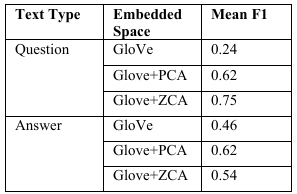 Text Type Embedded Space Mean F1
Question GloVe 0.24
Glove+PCA 0.62
Glove+ZCA 0.75
Answer GloVe 0.46
Glove+PCA 0.62
Glove+ZCA 0.54